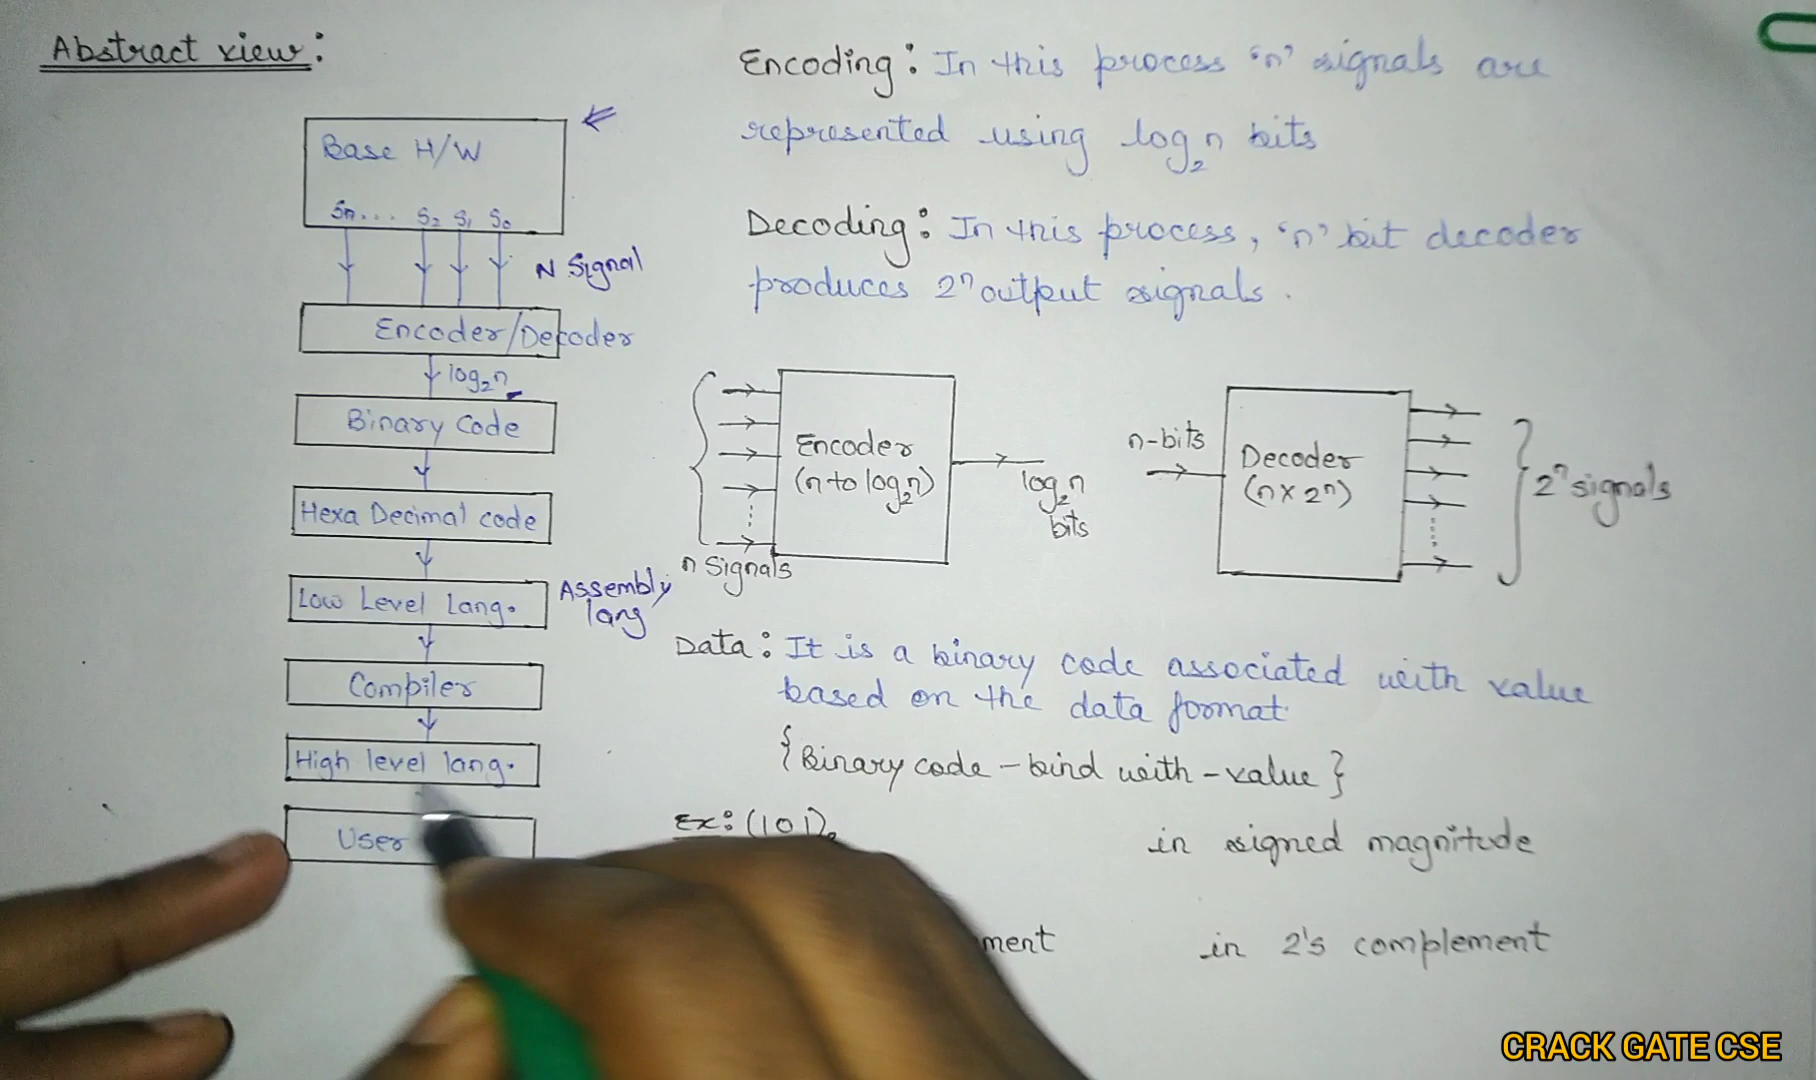 Abstract view:
Base H/W
Sn... S2 S1 S0
N Signal
Encoder/Decoder
log2n
Binary Code
Hexa Decimal code
Low Level Lang.
Assembly
lang
Compiler
High level lang.
User
Encoding: In this process 'n' signals are
represented using log2n bits
Decoding: In this process, 'n' bit decoder
produces 2^n output signals.
Encoder
(n to log2n)
n Signals
log2n
bits
n-bits
Decoder
(n x 2^n)
2^n signals
Data: It is a binary code associated with value
based on the data format.
{Binary code - bind with - value}
Ex: (101)2
in signed magnitude
in 2's complement
CRACK GATE CSE